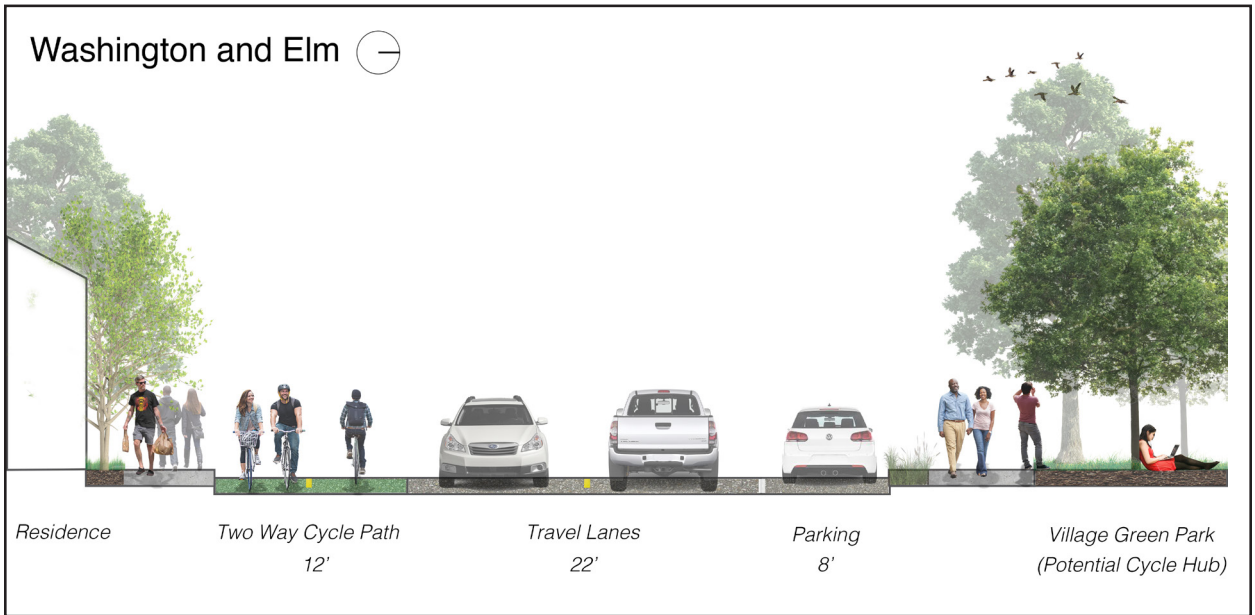 Washington and Elm
Residence
Two Way Cycle Path
12’
Travel Lanes
22’
Parking
8’
Village Green Park
(Potential Cycle Hub)